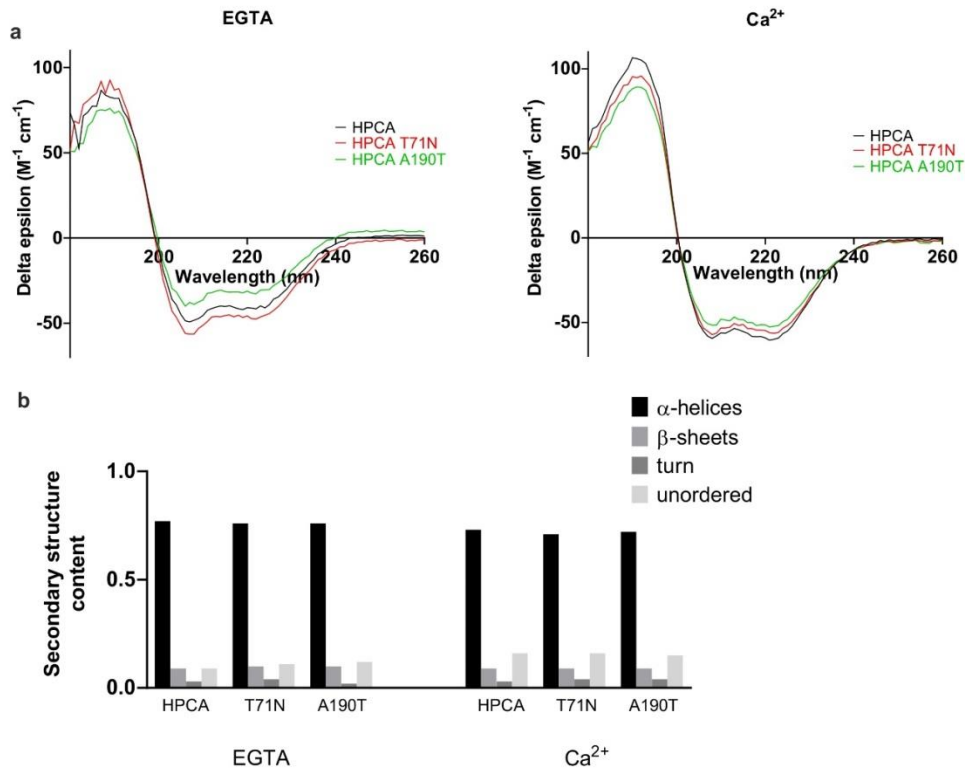 a
EGTA
Ca²⁺
100
50
0
-50
Delta epsilon (M⁻¹ cm⁻¹)
200
220
240
260
Wavelength (nm)
HPCA
HPCA T71N
HPCA A190T
100
50
0
-50
Delta epsilon (M⁻¹ cm⁻¹)
200
220
240
260
Wavelength (nm)
HPCA
HPCA T71N
HPCA A190T
b
α-helices
β-sheets
turn
unordered
Secondary structure
content
1.0
0.5
0.0
HPCA T71N A190T HPCA T71N A190T
EGTA Ca²⁺